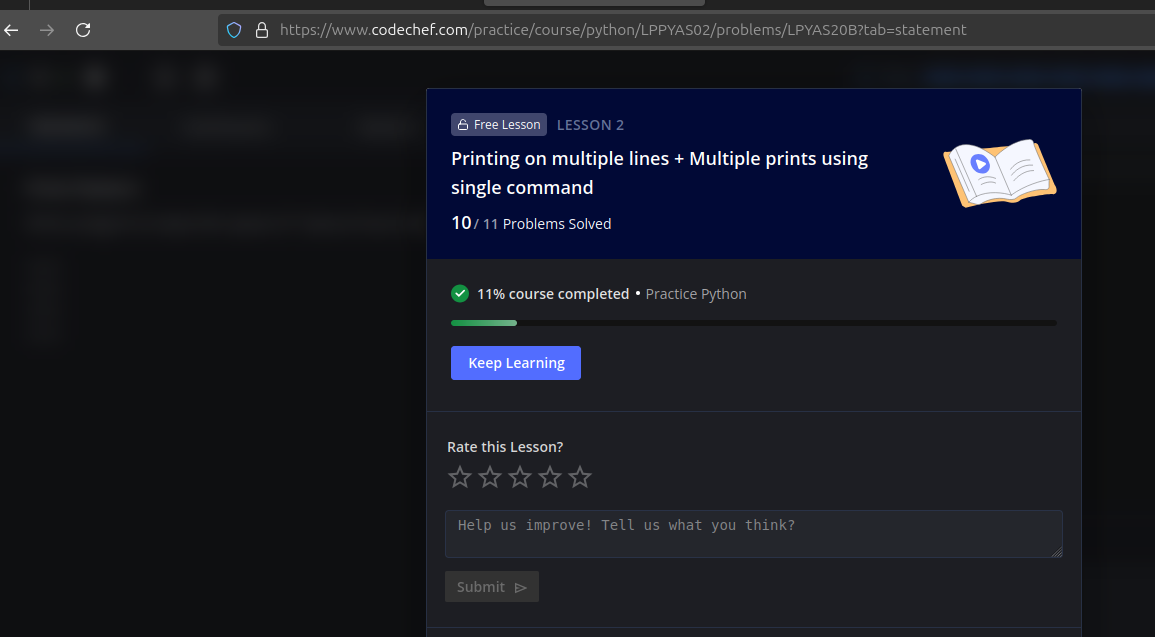 https://www.codechef.com/practice/course/python/LPPYAS02/problems/LPYAS20B?tab=statement
Free Lesson LESSON 2
Printing on multiple lines + Multiple prints using
single command
10 / 11 Problems Solved
11% course completed • Practice Python
Keep Learning
Rate this Lesson?
Help us improve! Tell us what you think?
Submit